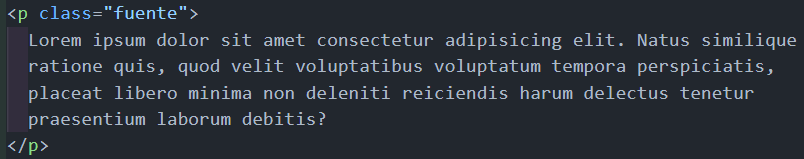 <p class="fuente">
Lorem ipsum dolor sit amet consectetur adipisicing elit. Natus similique
ratione quis, quod velit voluptatibus voluptatum tempora perspiciatis,
placeat libero minima non deleniti reiciendis harum delectus tenetur
praesentium laborum debitis?
</p>